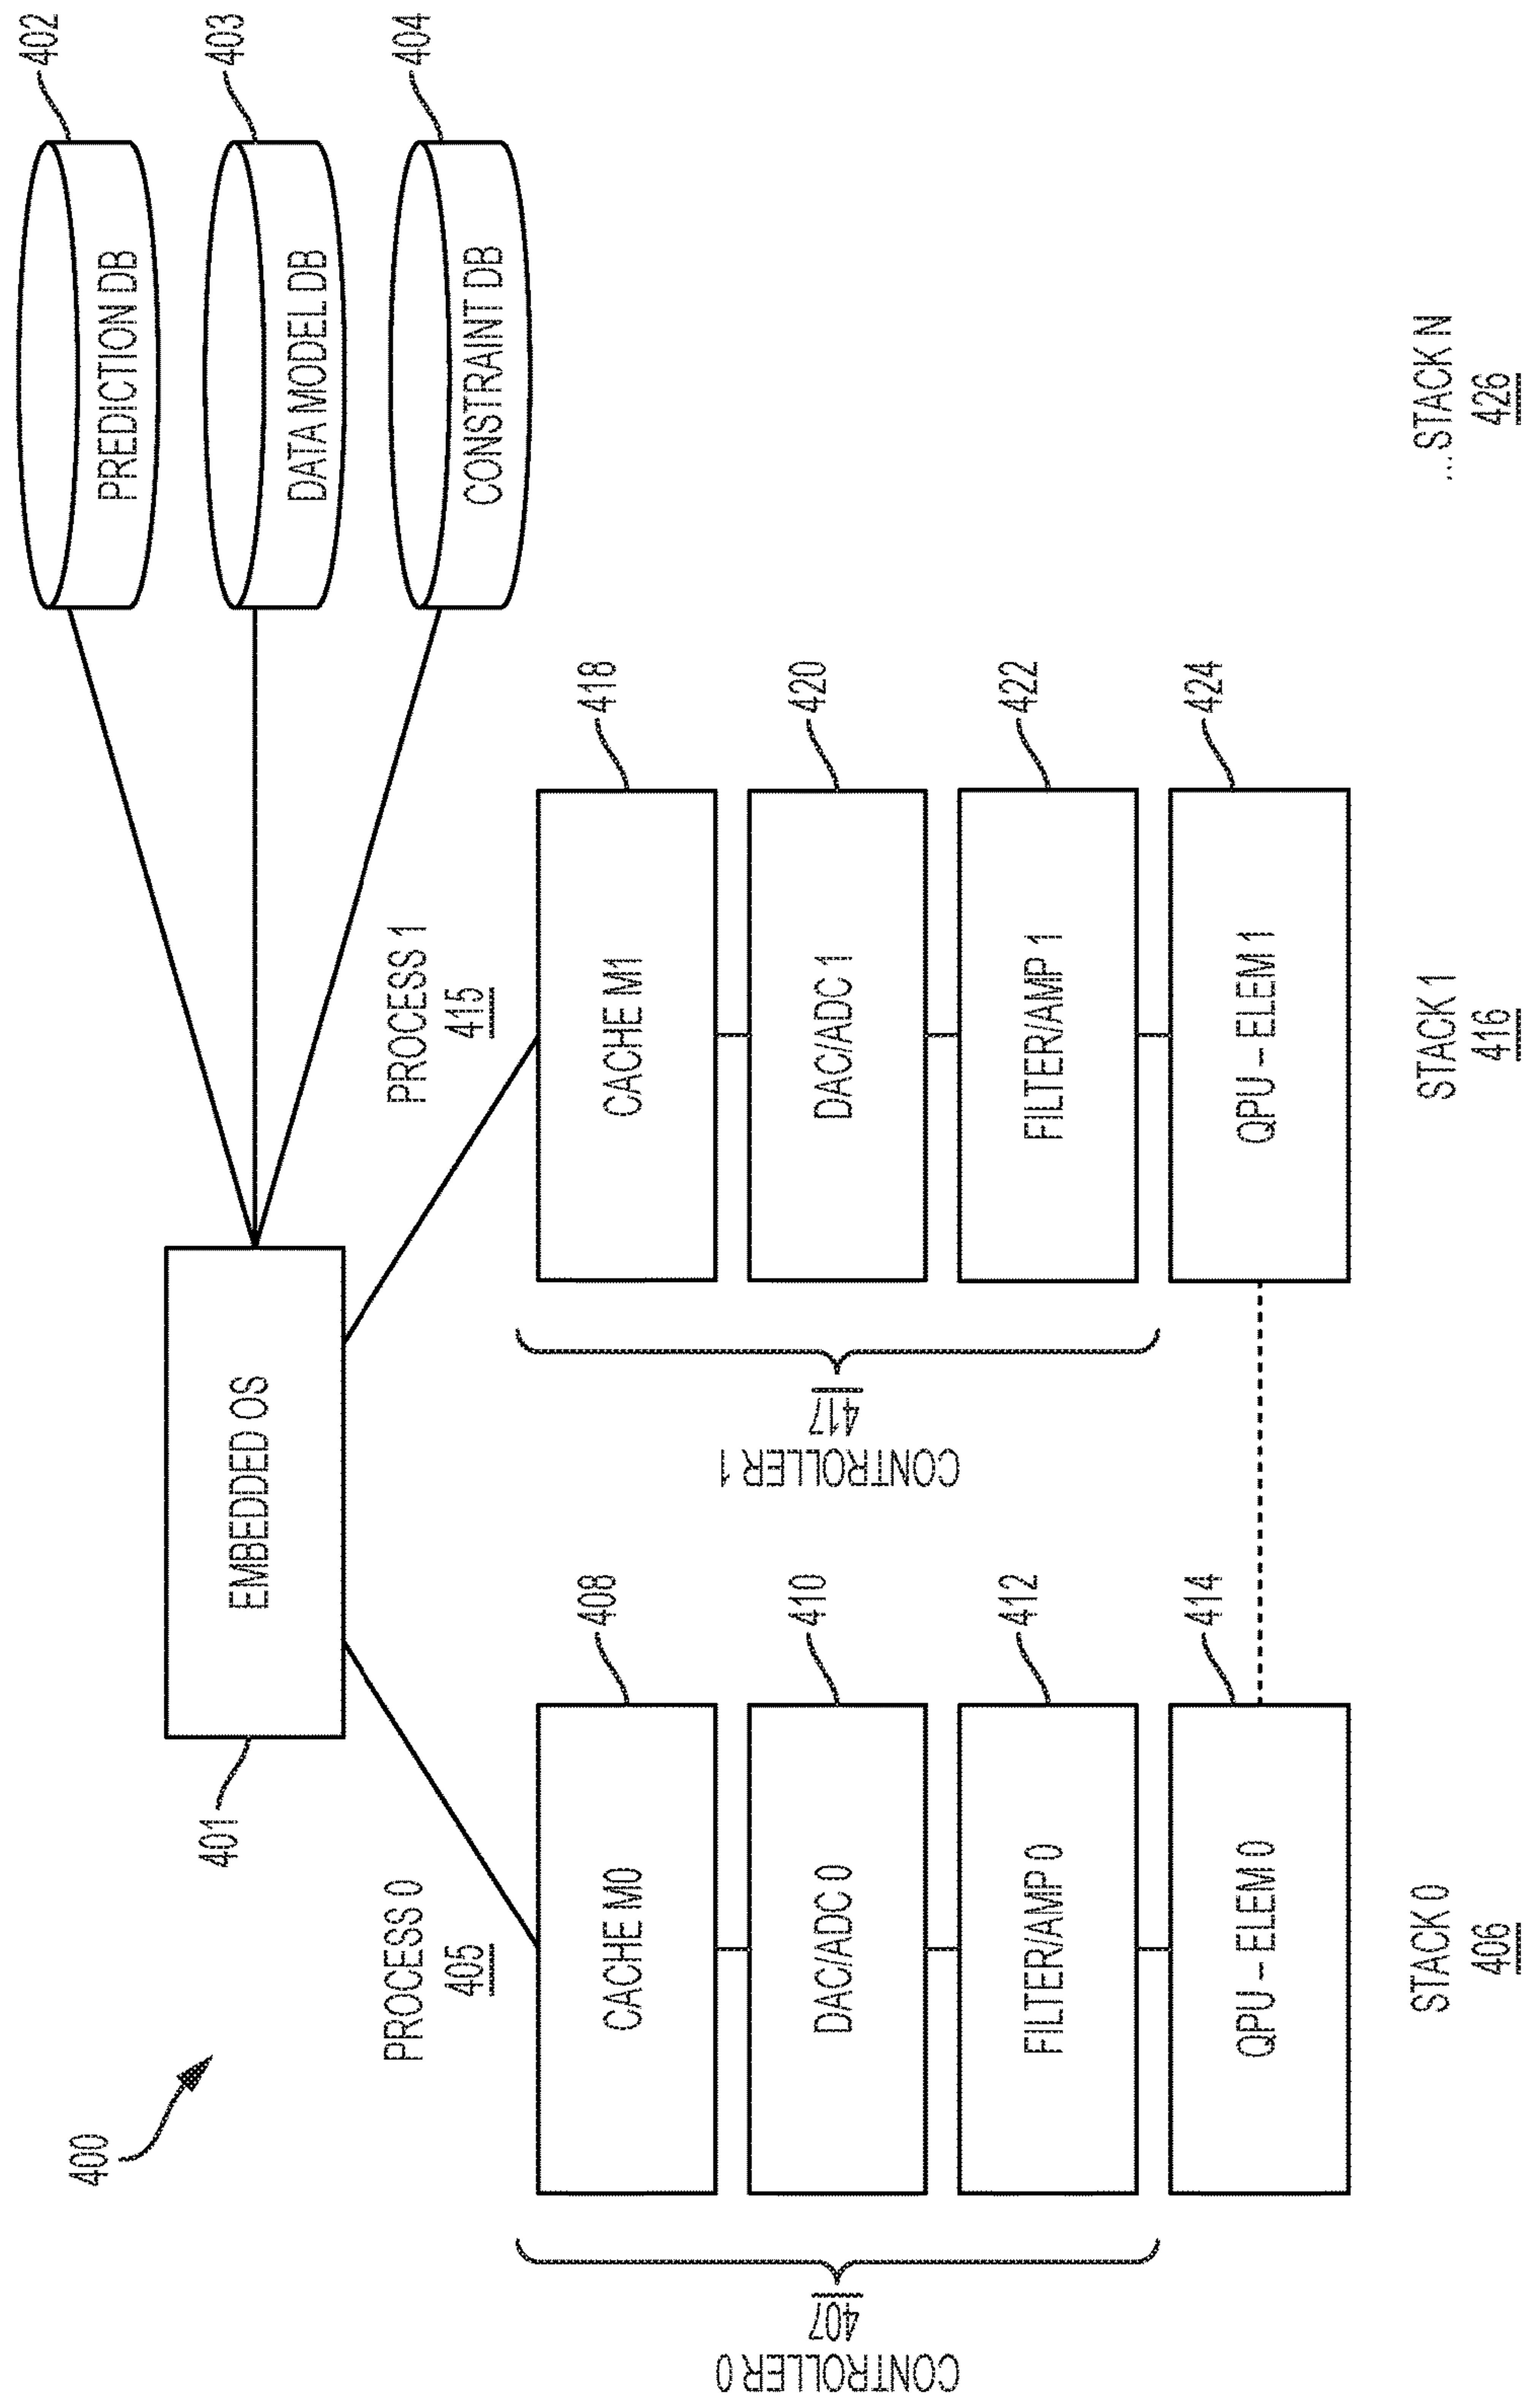 400
401
EMBEDDED OS
402
PREDICTION DB
403
DATA MODEL DB
404
CONSTRAINT DB
PROCESS 0
405
PROCESS 1
415
CONTROLLER 0
407
CACHE M0
408
DAC/ADC 0
410
FILTER/AMP 0
412
QPU – ELEM 0
414
STACK 0
406
CONTROLLER 1
417
CACHE M1
418
DAC/ADC 1
420
FILTER/AMP 1
422
QPU – ELEM 1
424
STACK 1
416
...STACK N
426